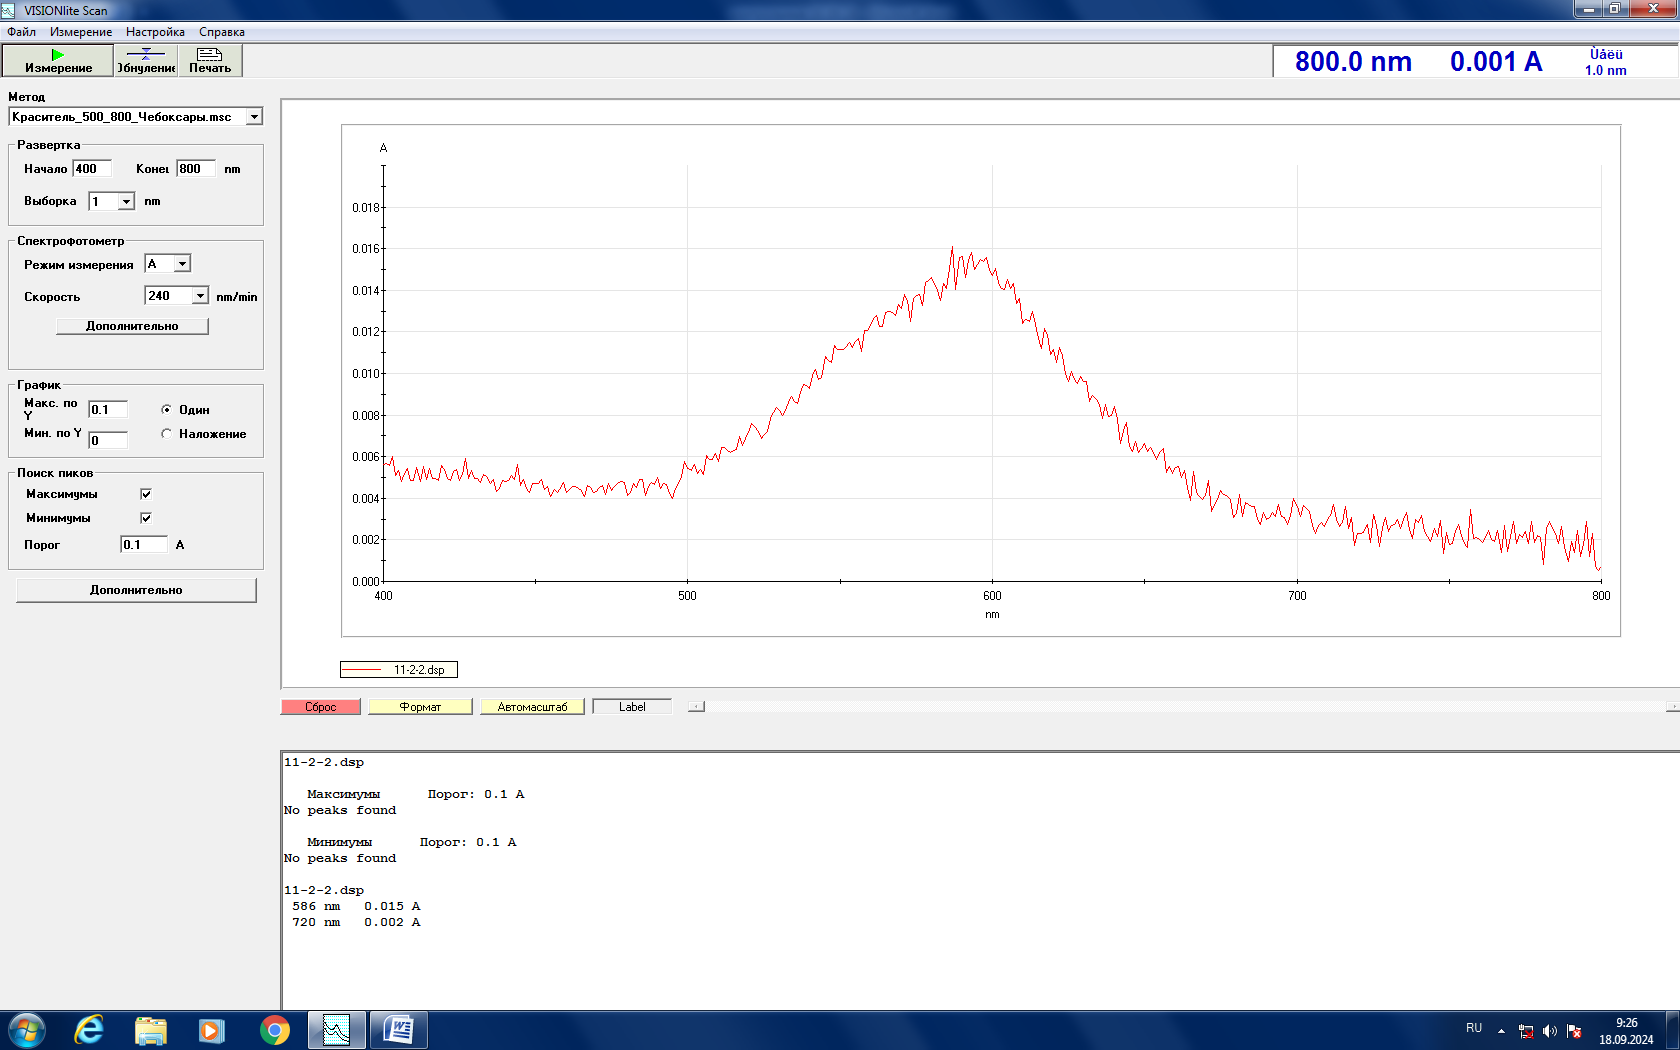 VISIONlite Scan
Файл Измерение Настройка Справка
Измерение Обнуление Печать
800.0 nm 0.001 A Ùåëü
1.0 nm
Метод
Краситель_500_800_Чебоксары.msc
Развертка
Начало 400 Конец 800 nm
Выборка 1 nm
Спектрофотометр
Режим измерения A
Скорость 240 nm/min
Дополнительно
График
Макс. по Y 0.1 Один
Мин. по Y 0 Наложение
Поиск пиков
Максимумы
Минимумы
Порог 0.1 A
Дополнительно
A
0.018
0.016
0.014
0.012
0.010
0.008
0.006
0.004
0.002
0.000
400 500 600 700 800
nm
11-2-2.dsp
Сброс Формат Автомасштаб Label
11-2-2.dsp
Максимумы Порог: 0.1 A
No peaks found
Минимумы Порог: 0.1 A
No peaks found
11-2-2.dsp
586 nm 0.015 A
720 nm 0.002 A
RU 9:26
18.09.2024